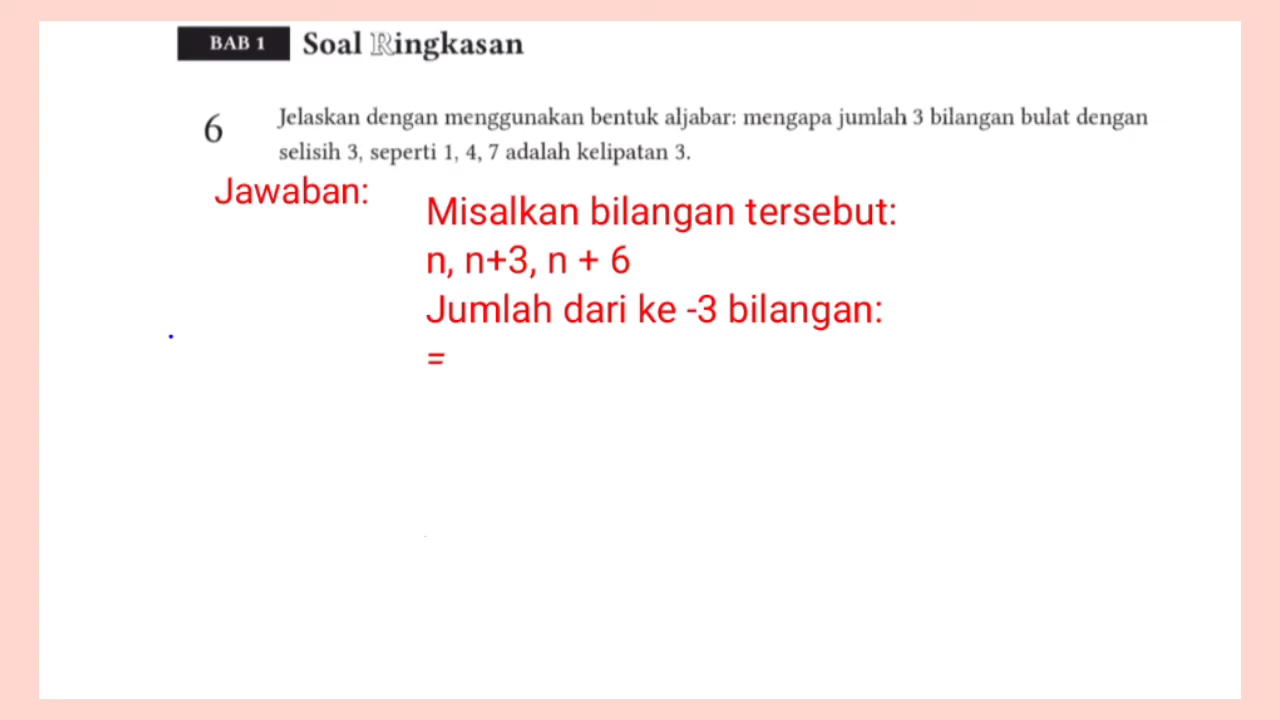 BAB 1 Soal Ringkasan
6 Jelaskan dengan menggunakan bentuk aljabar: mengapa jumlah 3 bilangan bulat dengan
selisih 3, seperti 1, 4, 7 adalah kelipatan 3.
Jawaban:
Misalkan bilangan tersebut:
n, n+3, n + 6
Jumlah dari ke -3 bilangan:
=